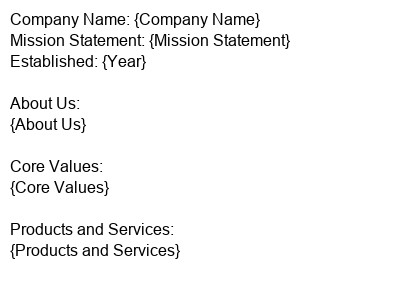 Company Name: {Company Name}
Mission Statement: {Mission Statement}
Established: {Year}
About Us:
{About Us}
Core Values:
{Core Values}
Products and Services:
{Products and Services}